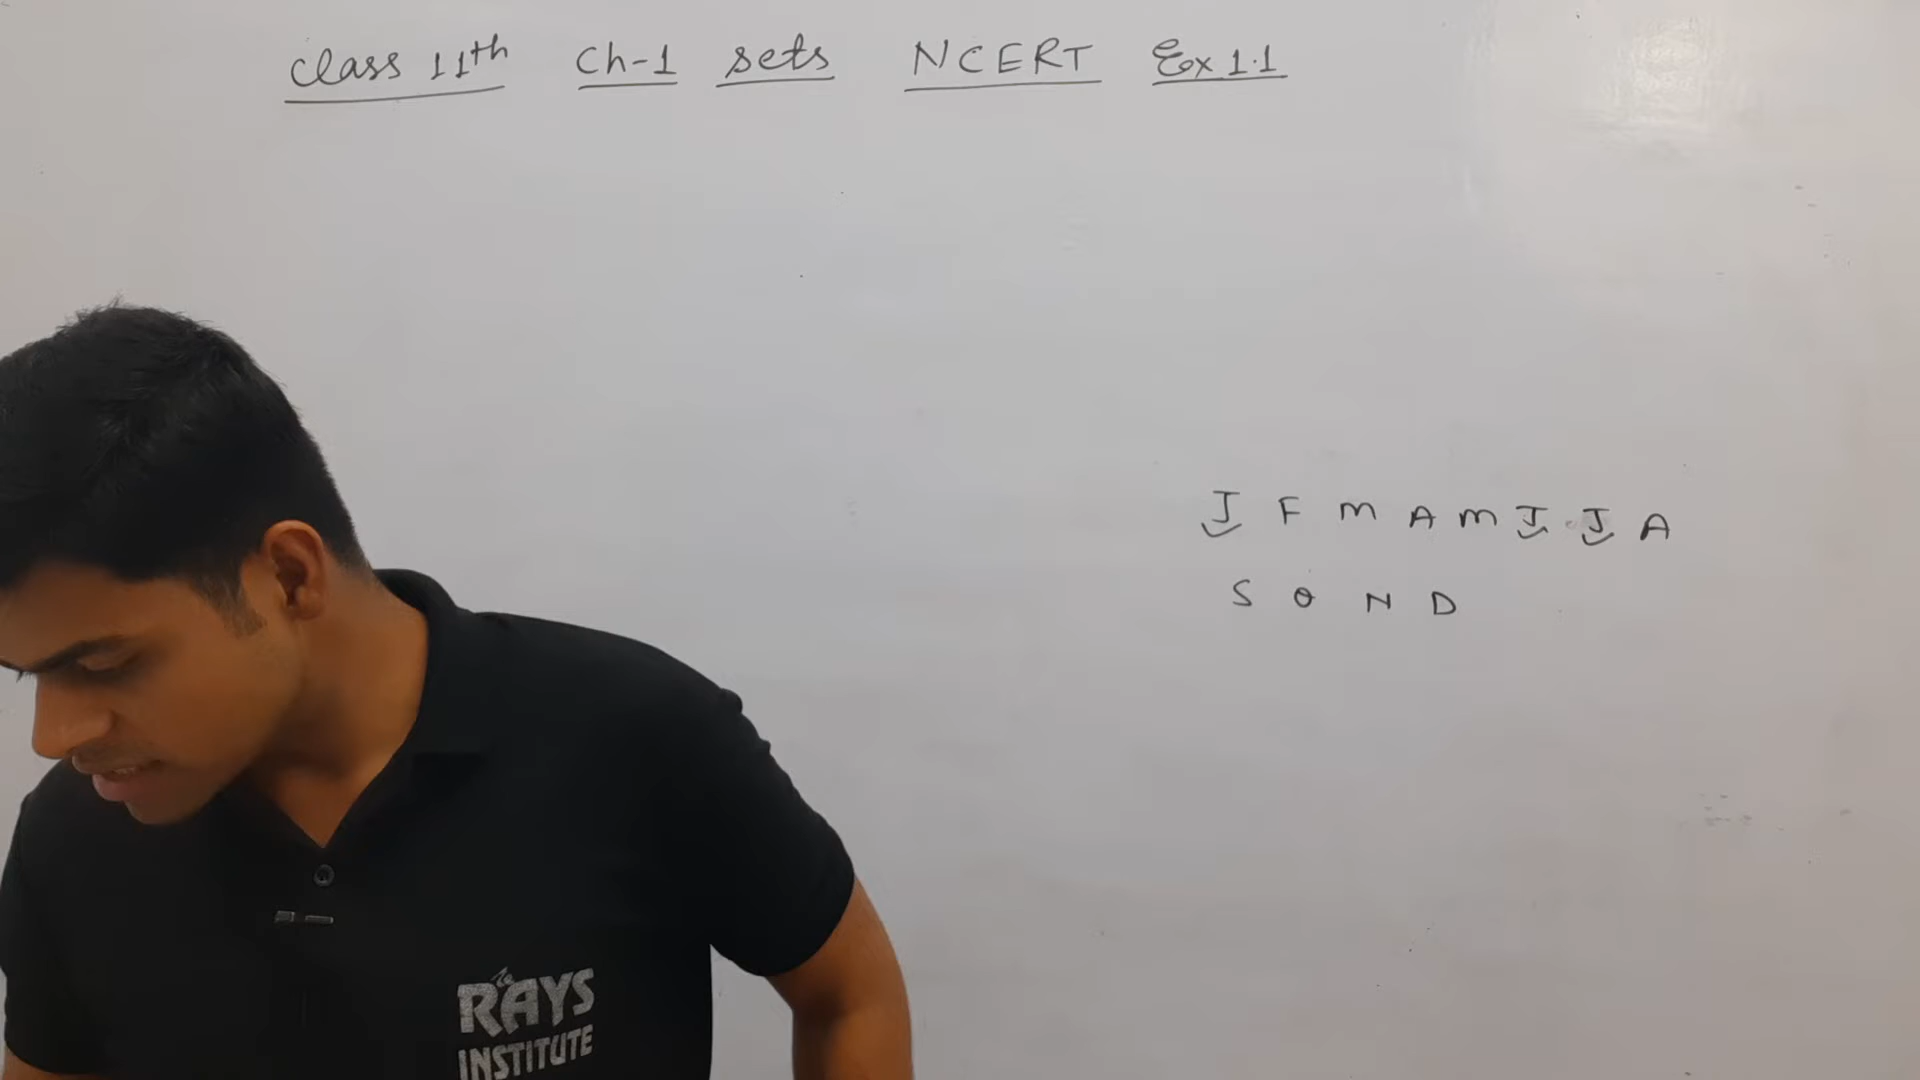 class 11th Ch-1 sets NCERT Ex 1.1
J F M A M J J A
S O N D
RAYS
INSTITUTE